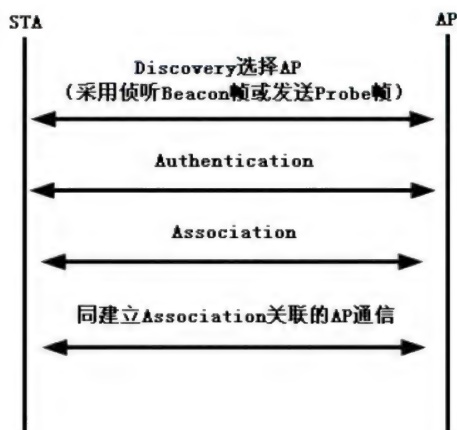 STA
AP
Discovery选择AP
（采用侦听Beacon帧或发送Probe帧）
Authentication
Association
同建立Association关联的AP通信